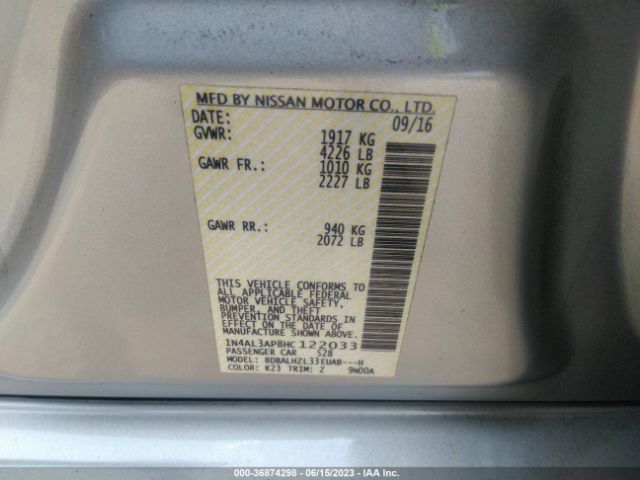 MFD BY NISSAN MOTOR CO., LTD.
DATE: 09/16
GVWR: 1917 KG
4226 LB
GAWR FR.: 1010 KG
2227 LB
GAWR RR.: 940 KG
2072 LB
THIS VEHICLE CONFORMS TO
ALL APPLICABLE FEDERAL
MOTOR VEHICLE SAFETY,
BUMPER, AND THEFT
PREVENTION STANDARDS IN
EFFECT ON THE DATE OF
MANUFACTURE SHOWN ABOVE.
1N4AL3AP8HC122033
PASSENGER CAR 528
MODEL: BDBALHZL33EUAB---H
COLOR: K23 TRIM: Z 9N00A
000-36874298 - 06/15/2023 - IAA Inc.